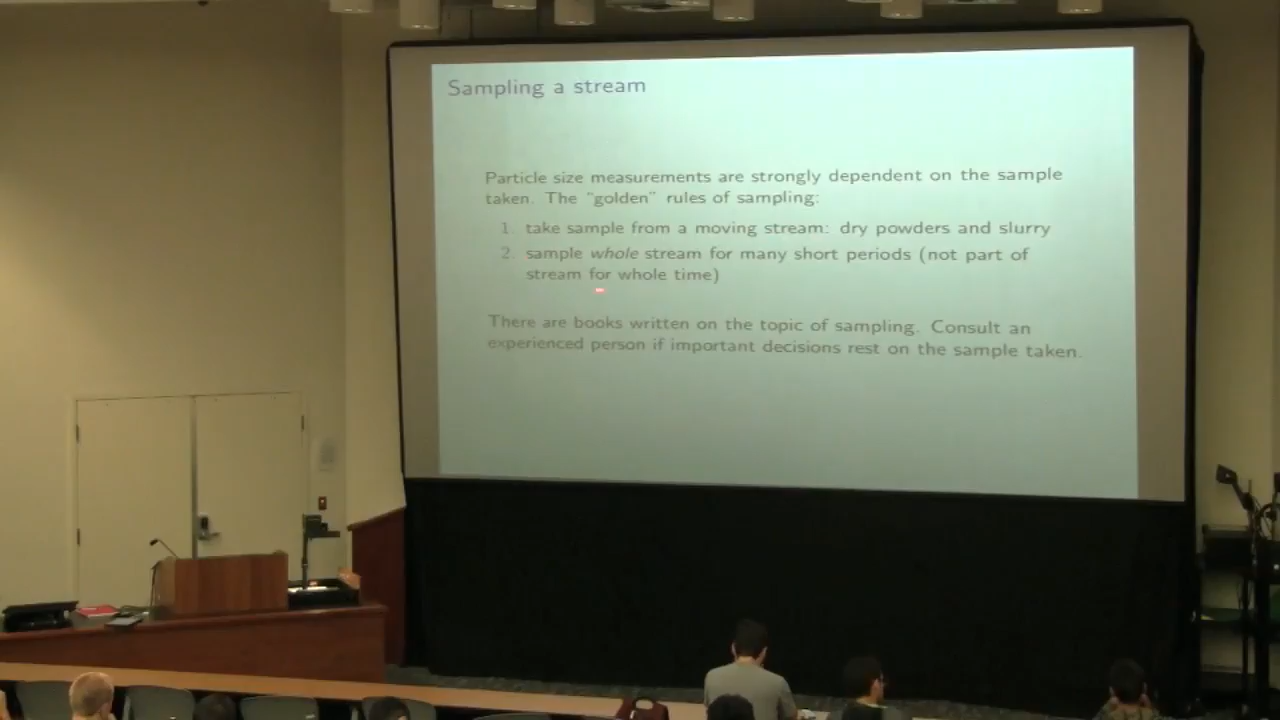 Sampling a stream
Particle size measurements are strongly dependent on the sample
taken. The "golden" rules of sampling:
1. take sample from a moving stream: dry powders and slurry
2. sample whole stream for many short periods (not part of
stream for whole time)
There are books written on the topic of sampling. Consult an
experienced person if important decisions rest on the sample taken.